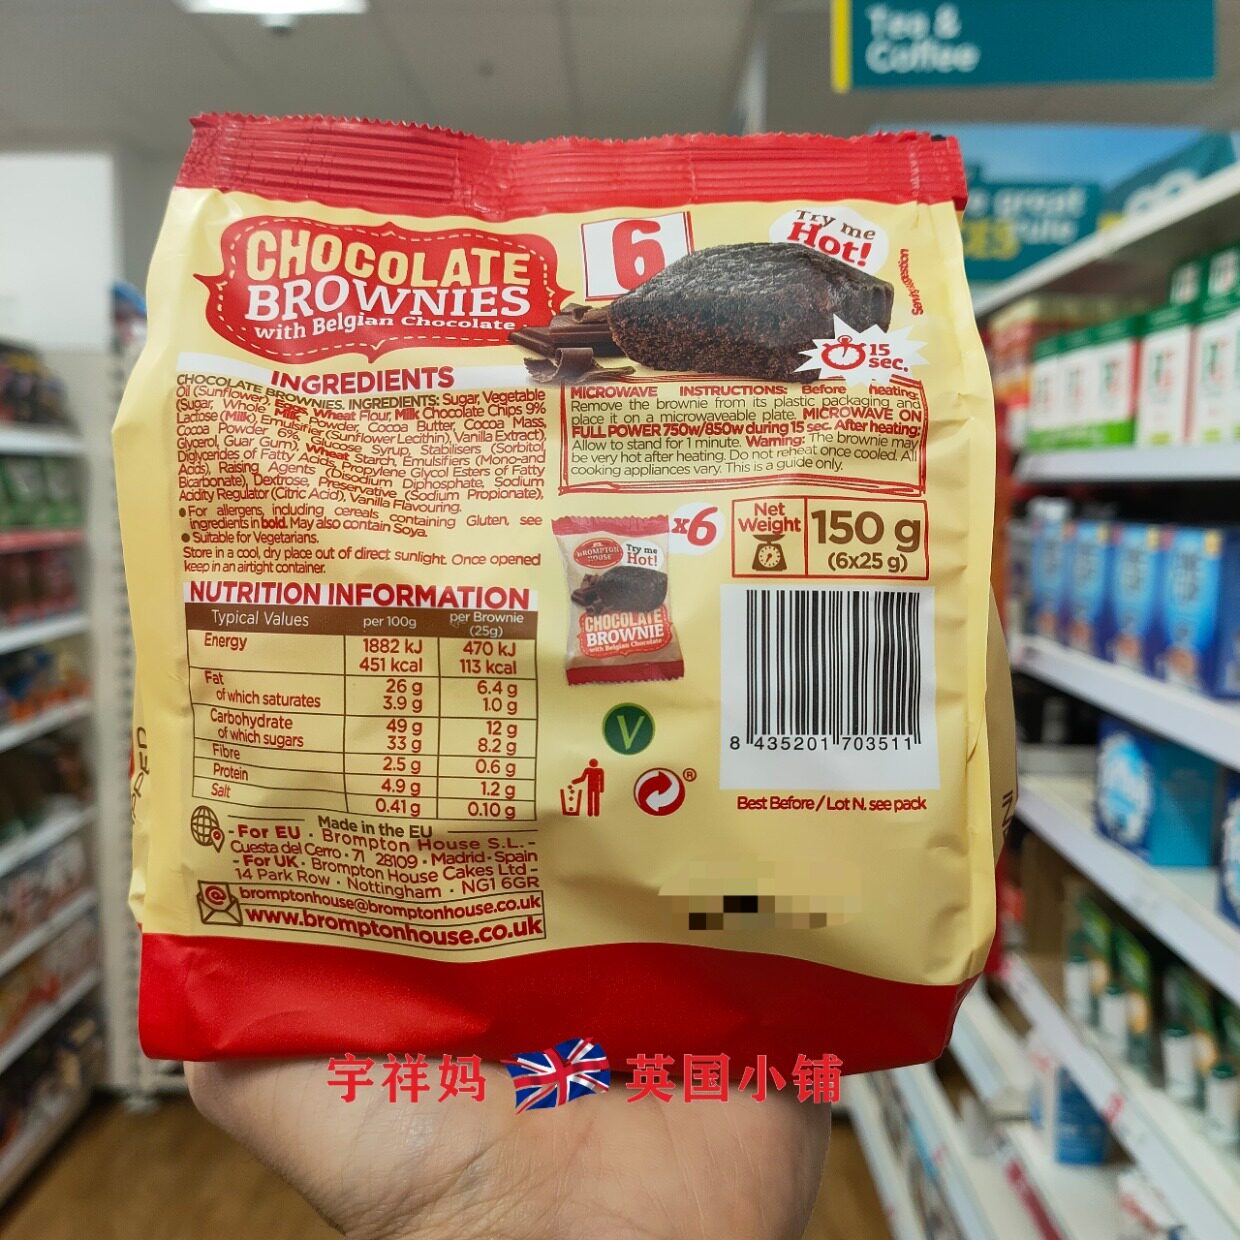 Tea &
Coffee
great
CHOCOLATE
BROWNIES
with Belgian Chocolate
6
Try me
Hot!
Serving suggestion
15
sec.
INGREDIENTS
CHOCOLATE BROWNIES. INGREDIENTS: Sugar, Vegetable
Oil (Sunflower), Eggs, Wheat Flour, Milk Chocolate Chips 9%
(Sugar, Whole Milk Powder, Cocoa Butter, Cocoa Mass,
Lactose (Milk), Emulsifier (Sunflower Lecithin), Vanilla Extract),
Cocoa Powder 6%, Glucose Syrup, Stabilisers (Sorbitol,
Glycerol, Guar Gum), Wheat Starch, Emulsifiers (Mono-and
Diglycerides of Fatty Acids, Propylene Glycol Esters of Fatty
Acids), Raising Agents (Disodium Diphosphate, Sodium
Bicarbonate), Dextrose, Preservative (Sodium Propionate),
Acidity Regulator (Citric Acid), Vanilla Flavouring.
• For allergens, including cereals containing Gluten, see
ingredients in bold. May also contain Soya.
• Suitable for Vegetarians.
Store in a cool, dry place out of direct sunlight. Once opened
keep in an airtight container.
MICROWAVE INSTRUCTIONS: Before heating:
Remove the brownie from its plastic packaging and
place it on a microwaveable plate. MICROWAVE ON
FULL POWER 750w/850w during 15 sec. After heating:
Allow to stand for 1 minute. Warning: The brownie may
be very hot after heating. Do not reheat once cooled. All
cooking appliances vary. This is a guide only.
x6
BROMPTON
HOUSE
Try me
Hot!
CHOCOLATE
BROWNIE
with Belgian Chocolate
Net
Weight
150 g
(6x25 g)
NUTRITION INFORMATION
Typical Values per 100g per Brownie
(25g)
Energy 1882 kJ 470 kJ
451 kcal 113 kcal
Fat 26 g 6.4 g
of which saturates 3.9 g 1.0 g
Carbohydrate 49 g 12 g
of which sugars 33 g 8.2 g
Fibre 2.5 g 0.6 g
Protein 4.9 g 1.2 g
Salt 0.41 g 0.10 g
V
®
8 435201 703511
Best Before / Lot N. see pack
Made in the EU
- For EU · Brompton House S.L. -
Cuesta del Cerro · 71 28109 · Madrid - Spain
- For UK · Brompton House Cakes Ltd -
14 Park Row · Nottingham · NG1 6GR
@ bromptonhouse@bromptonhouse.co.uk
www.bromptonhouse.co.uk
宇祥妈 英国小铺